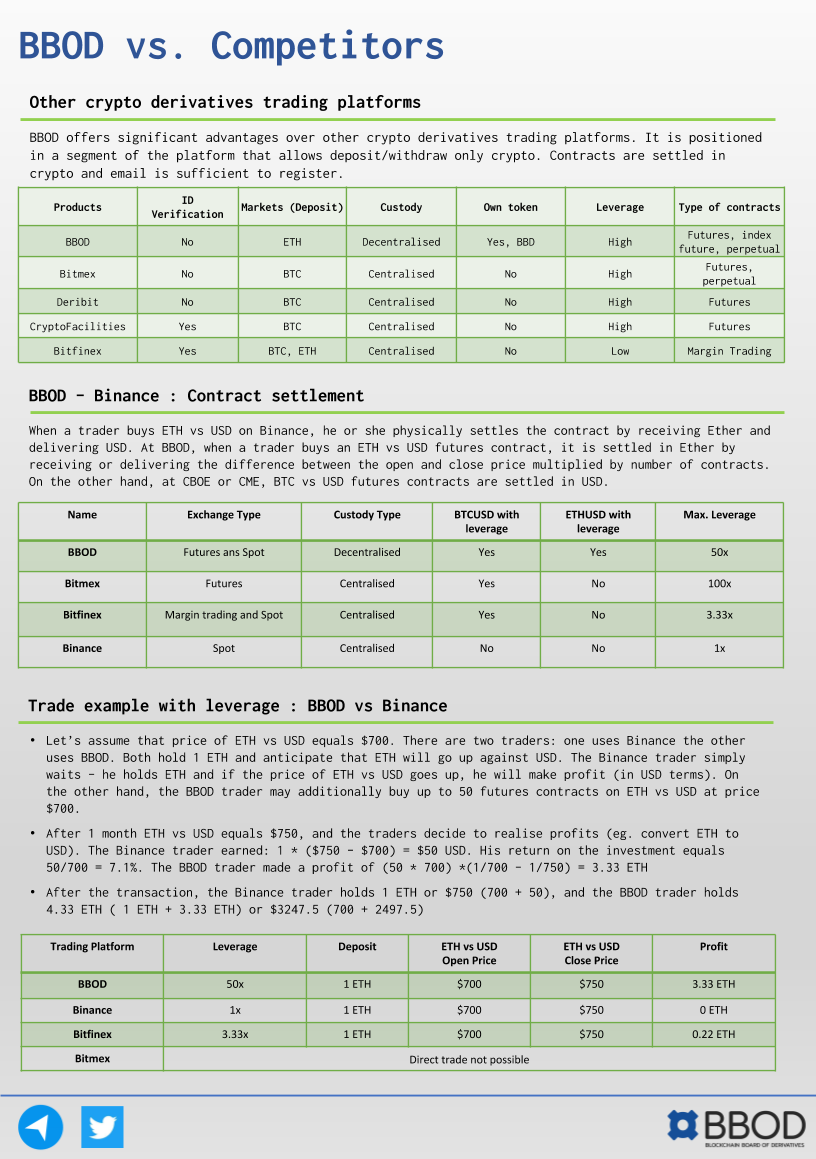 BBOD vs. Competitors
Other crypto derivatives trading platforms
BBOD offers significant advantages over other crypto derivatives trading platforms. It is positioned
in a segment of the platform that allows deposit/withdraw only crypto. Contracts are settled in
crypto and email is sufficient to register.
Products ID Verification Markets (Deposit) Custody Own token Leverage Type of contracts
BBOD No ETH Decentralised Yes, BBD High Futures, index future, perpetual
Bitmex No BTC Centralised No High Futures, perpetual
Deribit No BTC Centralised No High Futures
CryptoFacilities Yes BTC Centralised No High Futures
Bitfinex Yes BTC, ETH Centralised No Low Margin Trading
BBOD – Binance : Contract settlement
When a trader buys ETH vs USD on Binance, he or she physically settles the contract by receiving Ether and
delivering USD. At BBOD, when a trader buys an ETH vs USD futures contract, it is settled in Ether by
receiving or delivering the difference between the open and close price multiplied by number of contracts.
On the other hand, at CBOE or CME, BTC vs USD futures contracts are settled in USD.
Name Exchange Type Custody Type BTCUSD with leverage ETHUSD with leverage Max. Leverage
BBOD Futures ans Spot Decentralised Yes Yes 50x
Bitmex Futures Centralised Yes No 100x
Bitfinex Margin trading and Spot Centralised Yes No 3.33x
Binance Spot Centralised No No 1x
Trade example with leverage : BBOD vs Binance
• Let's assume that price of ETH vs USD equals $700. There are two traders: one uses Binance the other
uses BBOD. Both hold 1 ETH and anticipate that ETH will go up against USD. The Binance trader simply
waits – he holds ETH and if the price of ETH vs USD goes up, he will make profit (in USD terms). On
the other hand, the BBOD trader may additionally buy up to 50 futures contracts on ETH vs USD at price
$700.
• After 1 month ETH vs USD equals $750, and the traders decide to realise profits (eg. convert ETH to
USD). The Binance trader earned: 1 * ($750 – $700) = $50 USD. His return on the investment equals
50/700 = 7.1%. The BBOD trader made a profit of (50 * 700) *(1/700 – 1/750) = 3.33 ETH
• After the transaction, the Binance trader holds 1 ETH or $750 (700 + 50), and the BBOD trader holds
4.33 ETH ( 1 ETH + 3.33 ETH) or $3247.5 (700 + 2497.5)
Trading Platform Leverage Deposit ETH vs USD Open Price ETH vs USD Close Price Profit
BBOD 50x 1 ETH $700 $750 3.33 ETH
Binance 1x 1 ETH $700 $750 0 ETH
Bitfinex 3.33x 1 ETH $700 $750 0.22 ETH
Bitmex Direct trade not possible
BBOD
BLOCKCHAIN BOARD OF DERIVATIVES